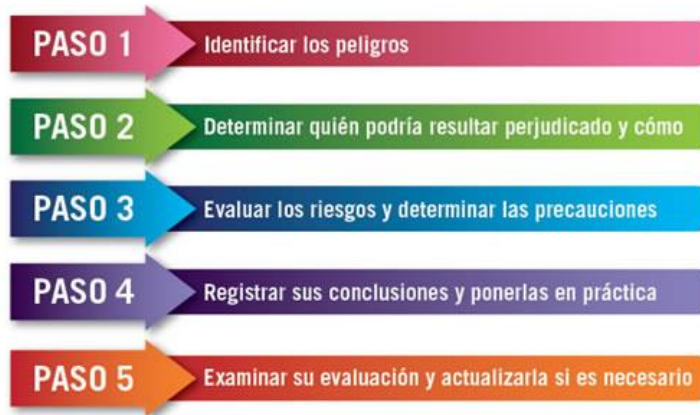 PASO 1 Identificar los peligros
PASO 2 Determinar quién podría resultar perjudicado y cómo
PASO 3 Evaluar los riesgos y determinar las precauciones
PASO 4 Registrar sus conclusiones y ponerlas en práctica
PASO 5 Examinar su evaluación y actualizarla si es necesario